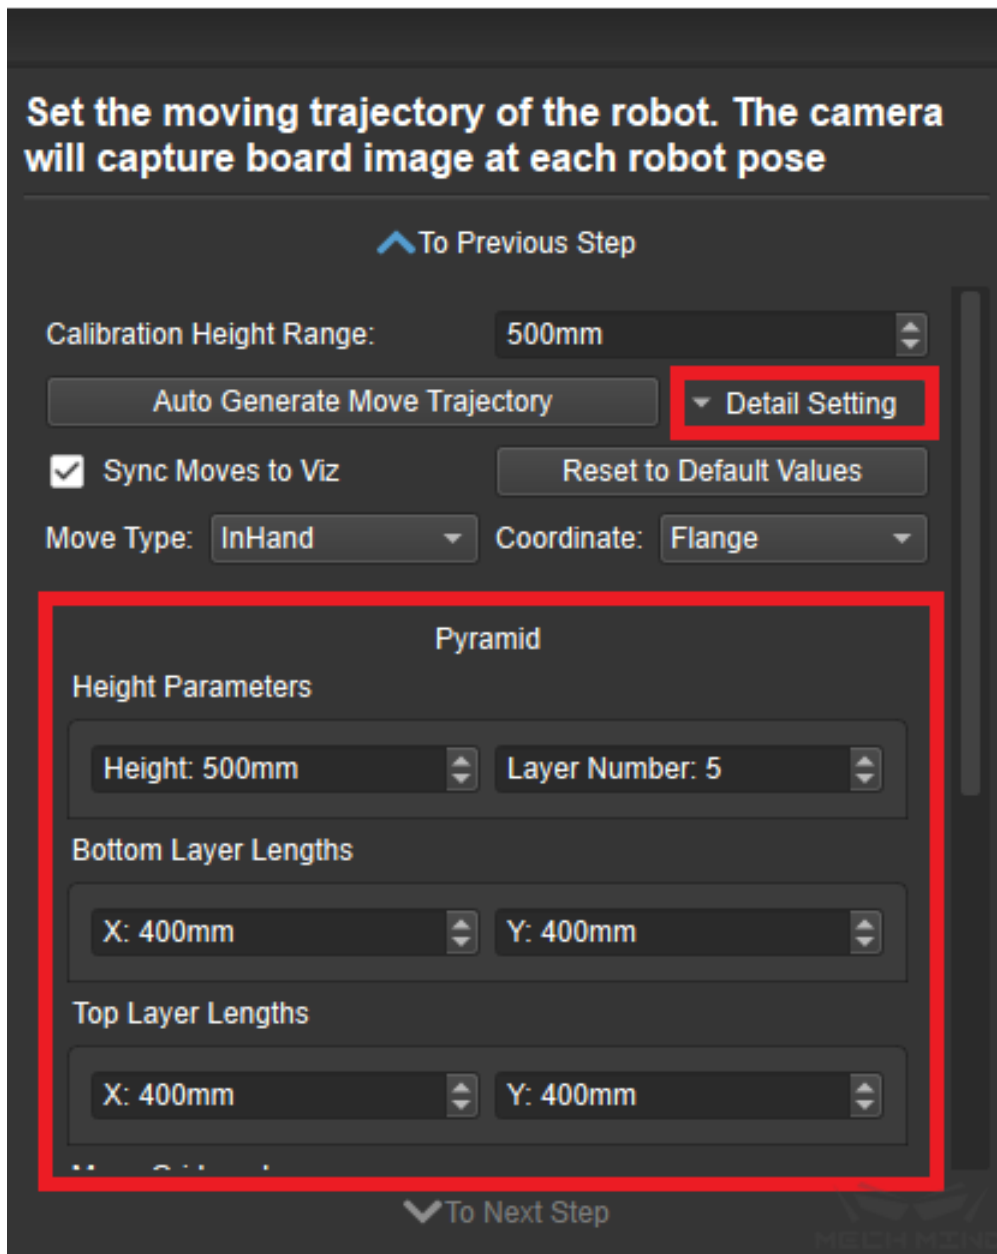 Set the moving trajectory of the robot. The camera
will capture board image at each robot pose
To Previous Step
Calibration Height Range: 500mm
Auto Generate Move Trajectory Detail Setting
Sync Moves to Viz Reset to Default Values
Move Type: InHand Coordinate: Flange
Pyramid
Height Parameters
Height: 500mm Layer Number: 5
Bottom Layer Lengths
X: 400mm Y: 400mm
Top Layer Lengths
X: 400mm Y: 400mm
To Next Step
MECH MIND